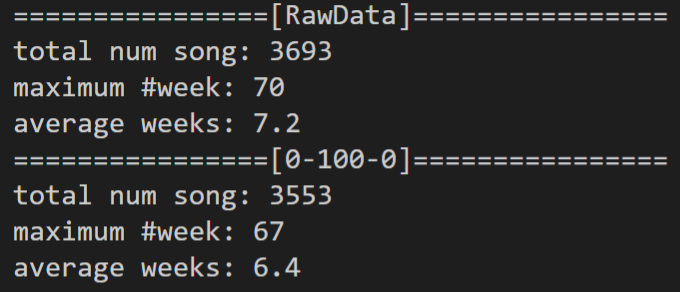 ================[RawData]================
total num song: 3693
maximum #week: 70
average weeks: 7.2
================[0-100-0]================
total num song: 3553
maximum #week: 67
average weeks: 6.4